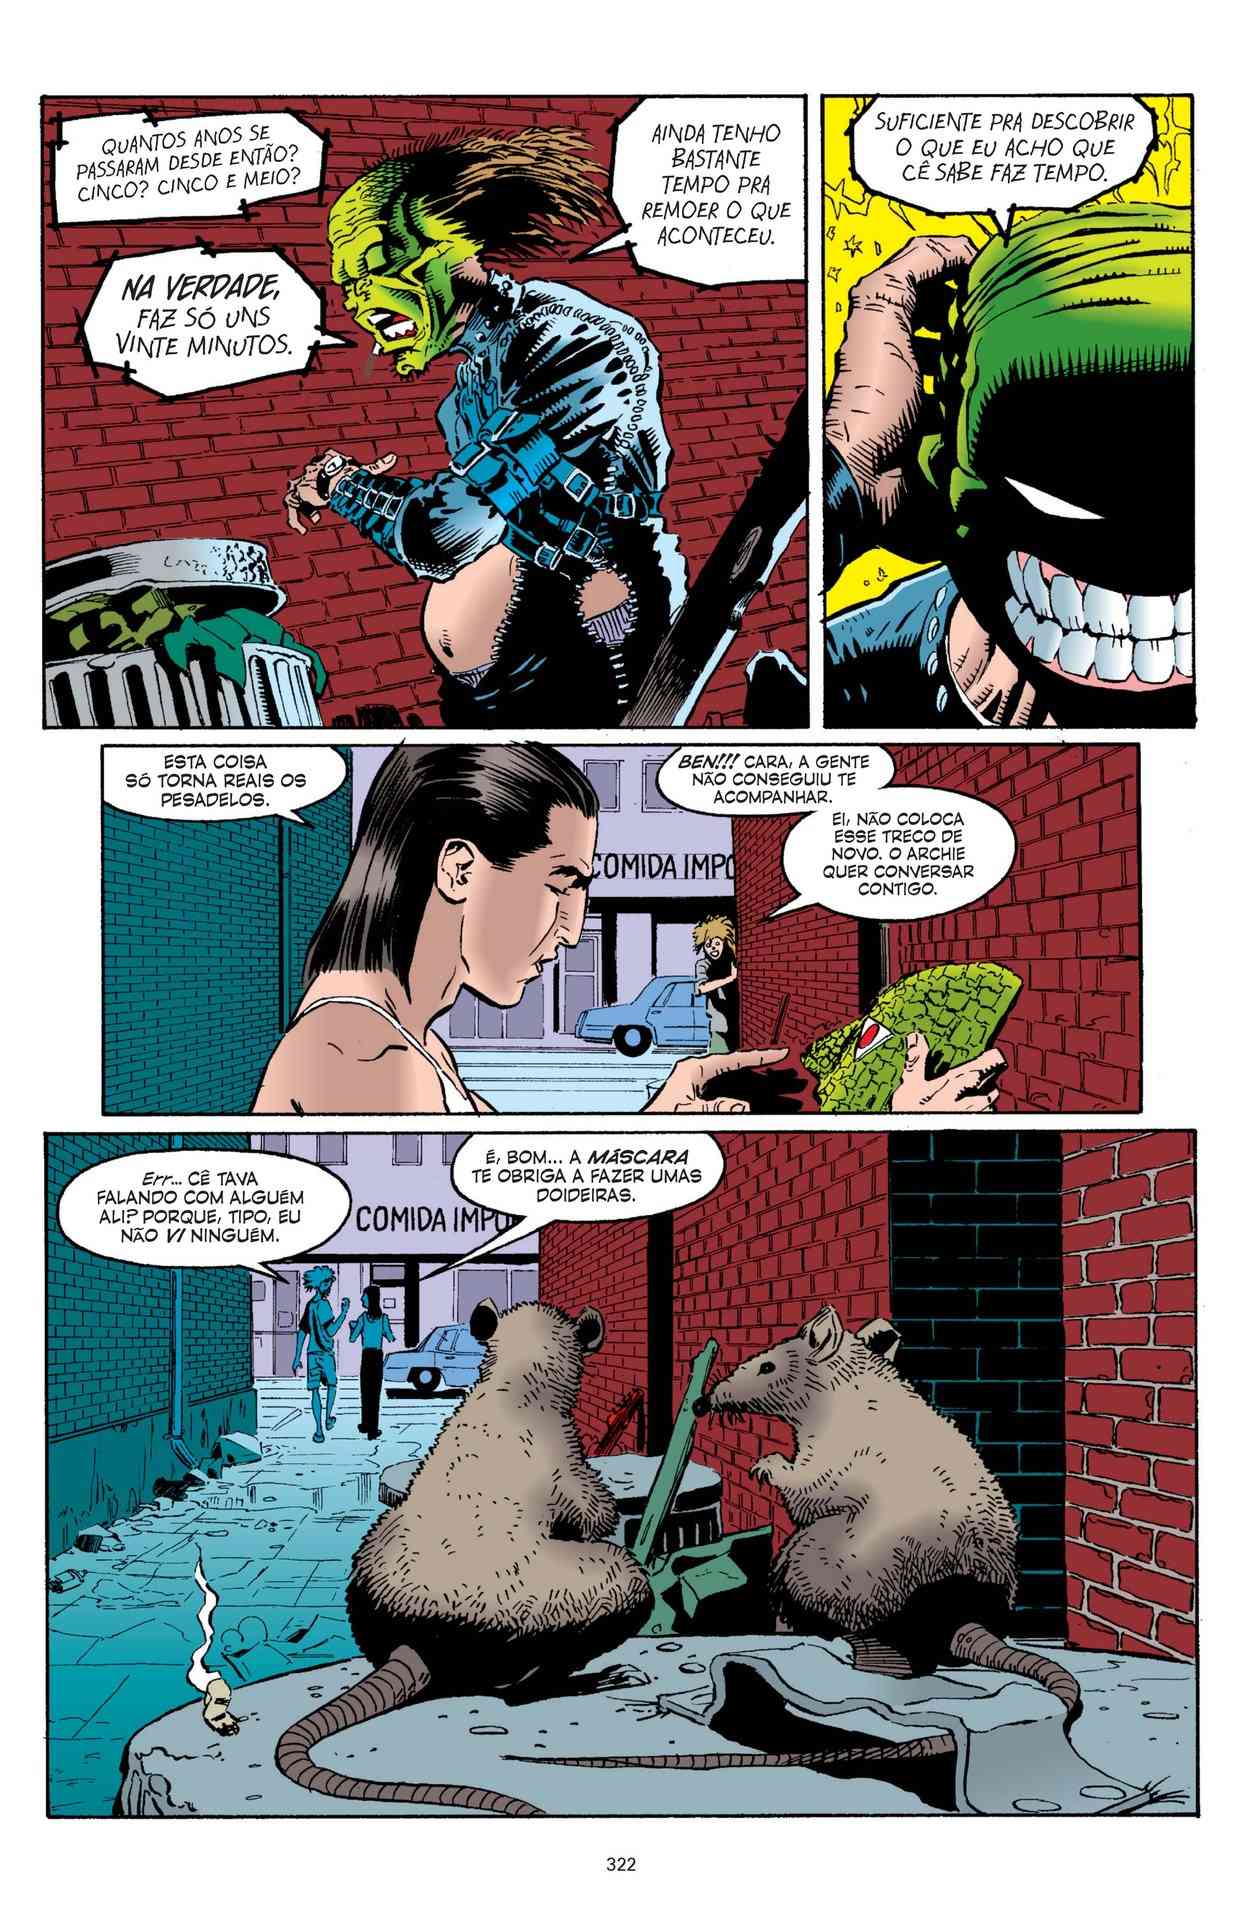 QUANTOS ANOS SE
PASSARAM DESDE ENTÃO?
CINCO? CINCO E MEIO?
NA VERDADE,
FAZ SÓ UNS
VINTE MINUTOS.
AINDA TENHO
BASTANTE
TEMPO PRA
REMOER O QUE
ACONTECEU.
SUFICIENTE PRA DESCOBRIR
O QUE EU ACHO QUE
CÊ SABE FAZ TEMPO.
ESTA COISA
SÓ TORNA REAIS OS
PESADELOS.
BEN!!! CARA, A GENTE
NÃO CONSEGUIU TE
ACOMPANHAR.
EI, NÃO COLOCA
ESSE TRECO DE
NOVO. O ARCHIE
QUER CONVERSAR
CONTIGO.
COMIDA IMPO
Err... CÊ TAVA
FALANDO COM ALGUÉM
ALI? PORQUE, TIPO, EU
NÃO VI NINGUÉM.
É, BOM... A MÁSCARA
TE OBRIGA A FAZER UMAS
DOIDEIRAS.
COMIDA IMPO
322